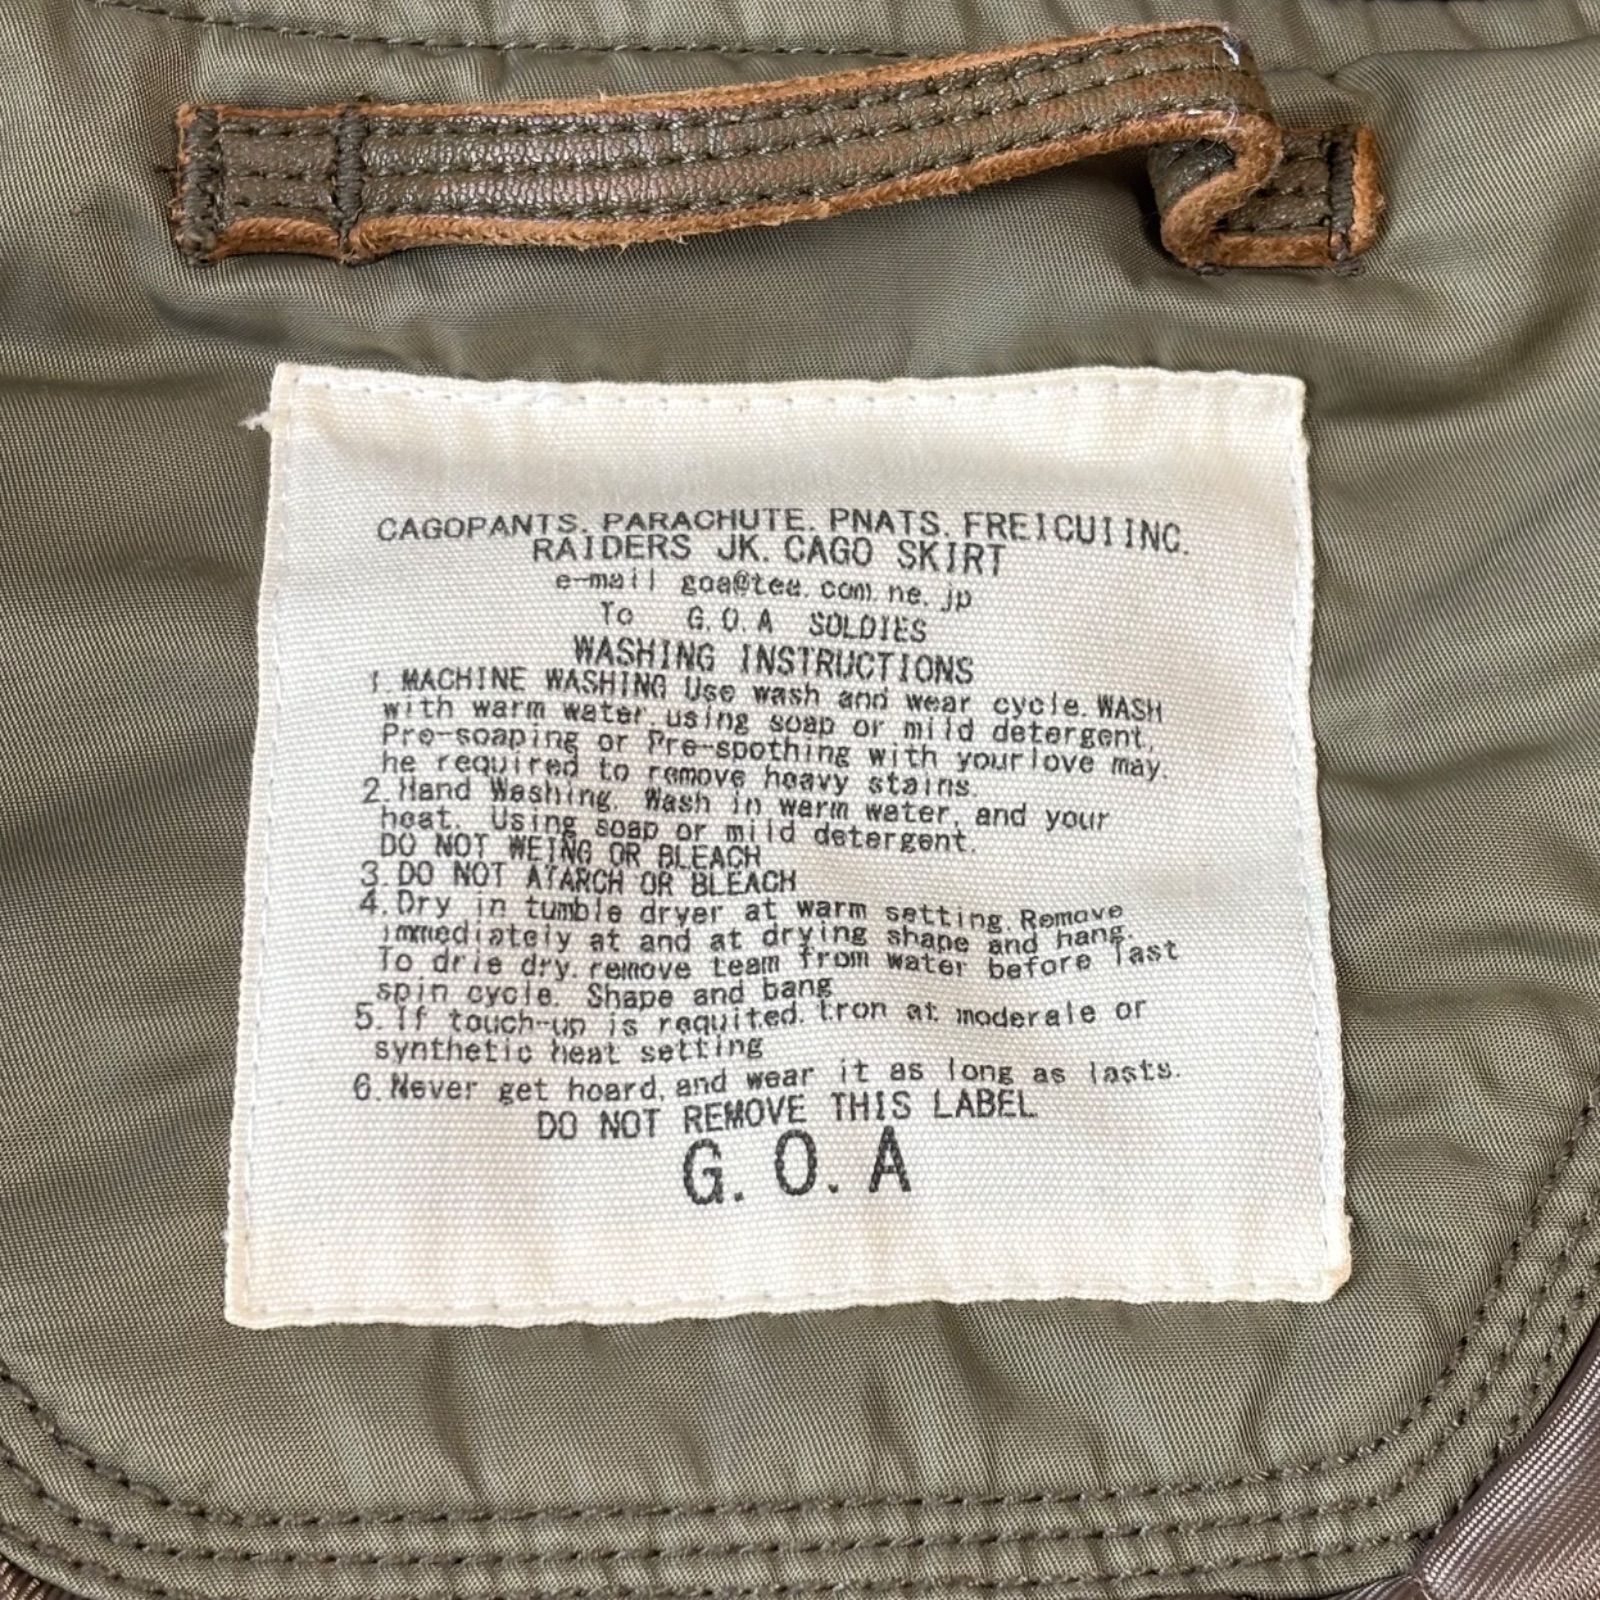 CAGOPANTS. PARACHUTE. PNATS. FREICUIINC.
RAIDERS JK. CAGO SKIRT
e-mail goa@tea.com.ne.jp
To G.O.A SOLDIES
WASHING INSTRUCTIONS
1. MACHINE WASHING Use wash and wear cycle. WASH
with warm water. using soap or mild detergent,
Pre-soaping or Pre-spothing with yourlove may.
he required to remove heavy stains.
2. Hand Washing. Wash in warm water, and your
heat. Using soap or mild detergent.
DO NOT WEING OR BLEACH
3. DO NOT ATARCH OR BLEACH
4. Dry in tumble dryer at warm setting. Remove
immediately at and at drying shape and hang.
To drie dry. remove team from water before last
spin cycle. Shape and bang
5. If touch-up is requited. tron at moderale or
synthetic heat setting
6. Never get hoard, and wear it as long as lasts.
DO NOT REMOVE THIS LABEL
G.O.A